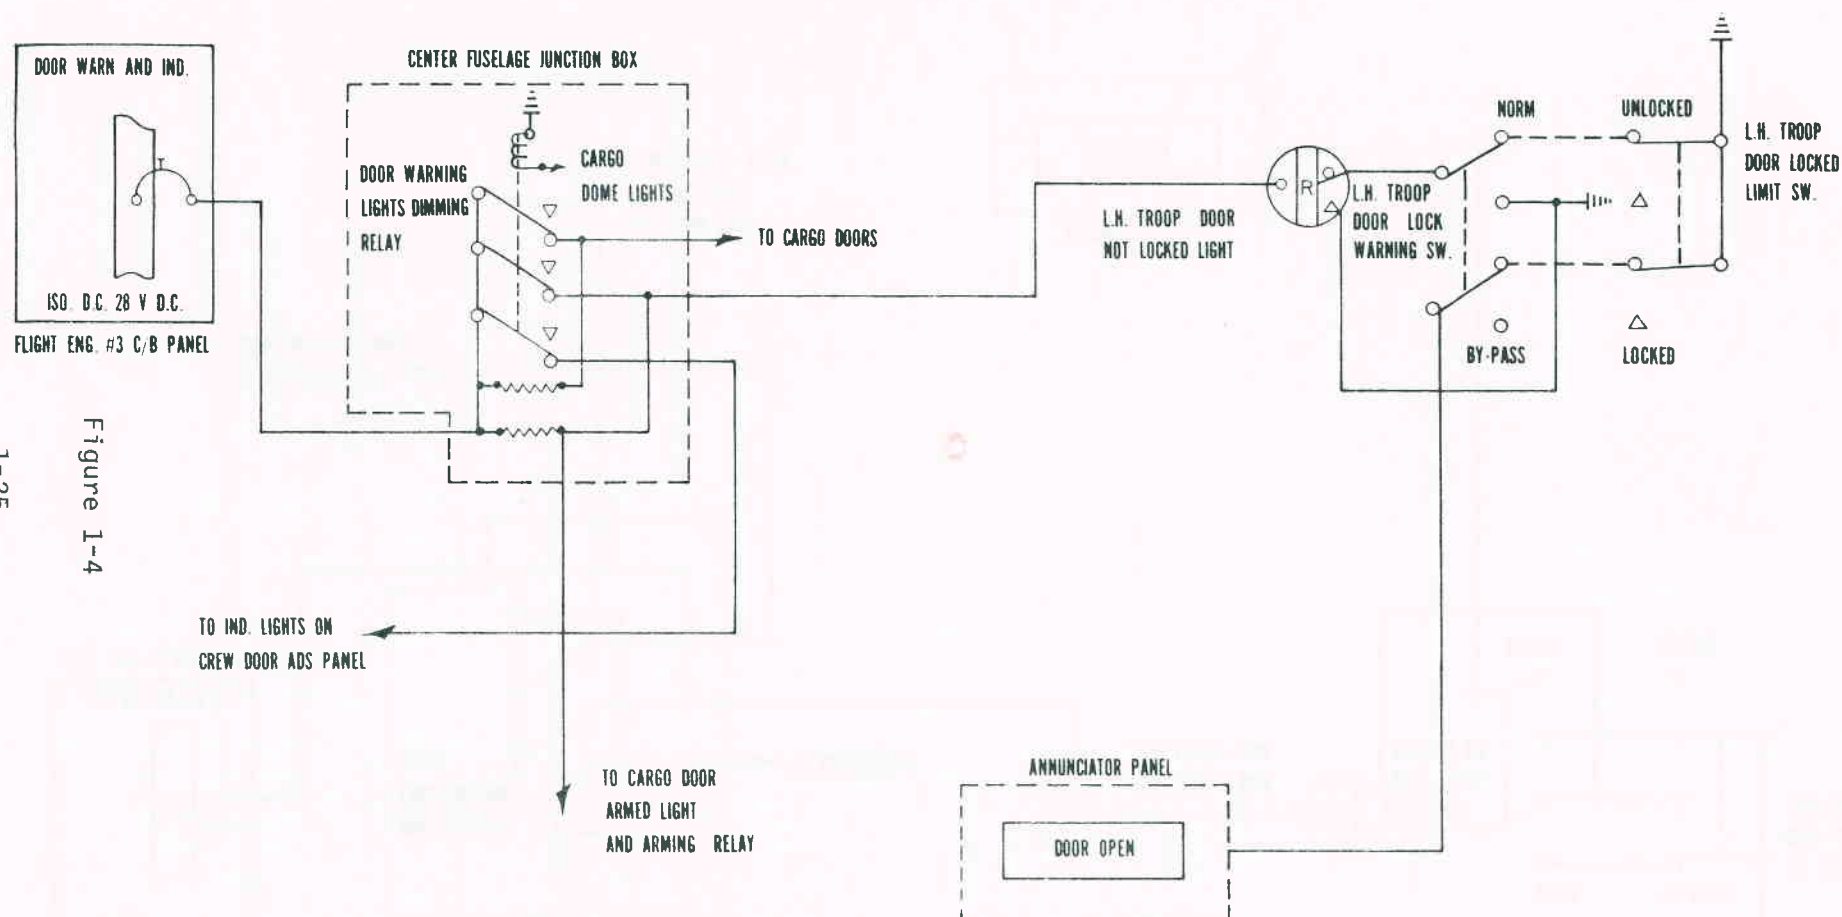 DOOR WARN AND IND.
T
ISO. D.C. 28 V D.C.
FLIGHT ENG. #3 C/B PANEL
CENTER FUSELAGE JUNCTION BOX
DOOR WARNING
LIGHTS DIMMING
RELAY
CARGO
DOME LIGHTS
TO CARGO DOORS
L.H. TROOP DOOR
NOT LOCKED LIGHT
R
L.H. TROOP
DOOR LOCK
WARNING SW.
NORM
UNLOCKED
L.H. TROOP
DOOR LOCKED
LIMIT SW.
BY-PASS
LOCKED
Figure 1-4
TO IND. LIGHTS ON
CREW DOOR ADS PANEL
TO CARGO DOOR
ARMED LIGHT
AND ARMING RELAY
ANNUNCIATOR PANEL
DOOR OPEN